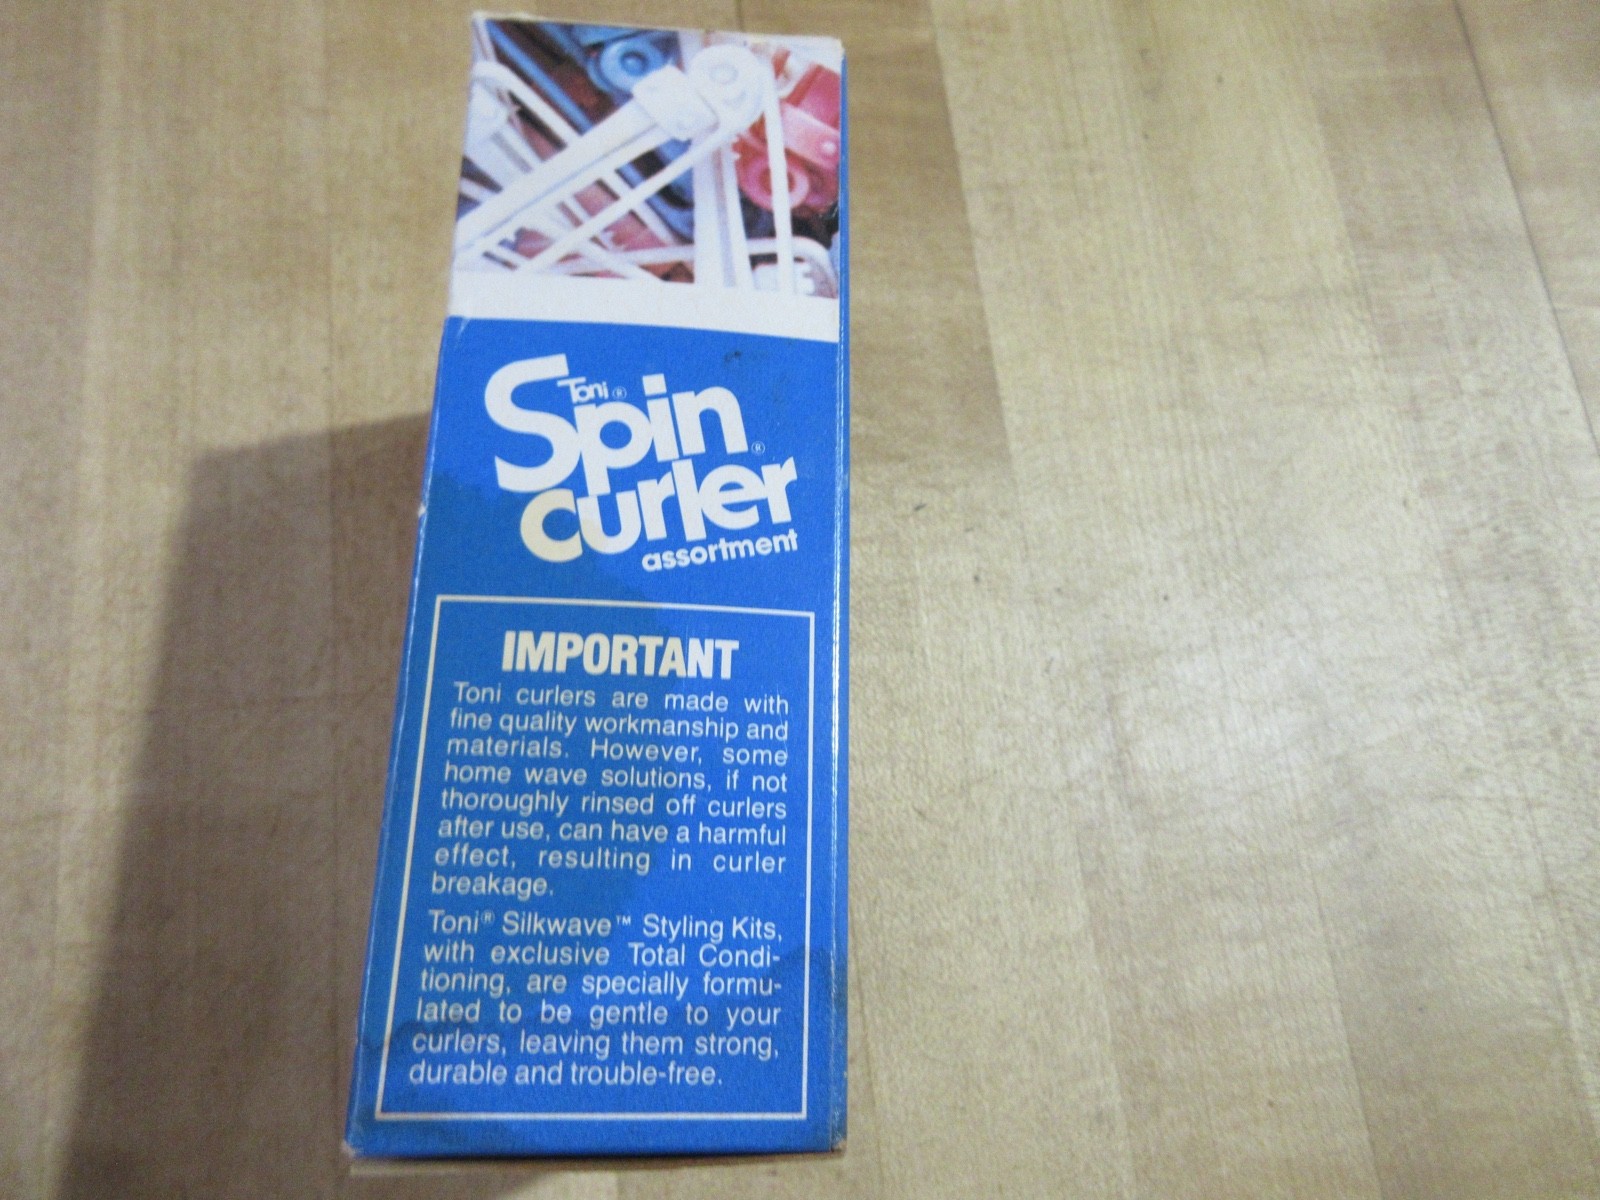 Toni®
Spin®
curler
assortment
IMPORTANT
Toni curlers are made with
fine quality workmanship and
materials. However, some
home wave solutions, if not
thoroughly rinsed off curlers
after use, can have a harmful
effect, resulting in curler
breakage.
Toni® Silkwave™ Styling Kits,
with exclusive Total Condi-
tioning, are specially formu-
lated to be gentle to your
curlers, leaving them strong,
durable and trouble-free.